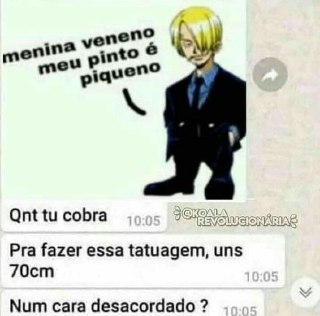 menina veneno
meu pinto é
piqueno
Qnt tu cobra 10:05
@KOALA
REVOLUCIONÁRIA
Pra fazer essa tatuagem, uns
70cm
10:05
Num cara desacordado ? 10:05